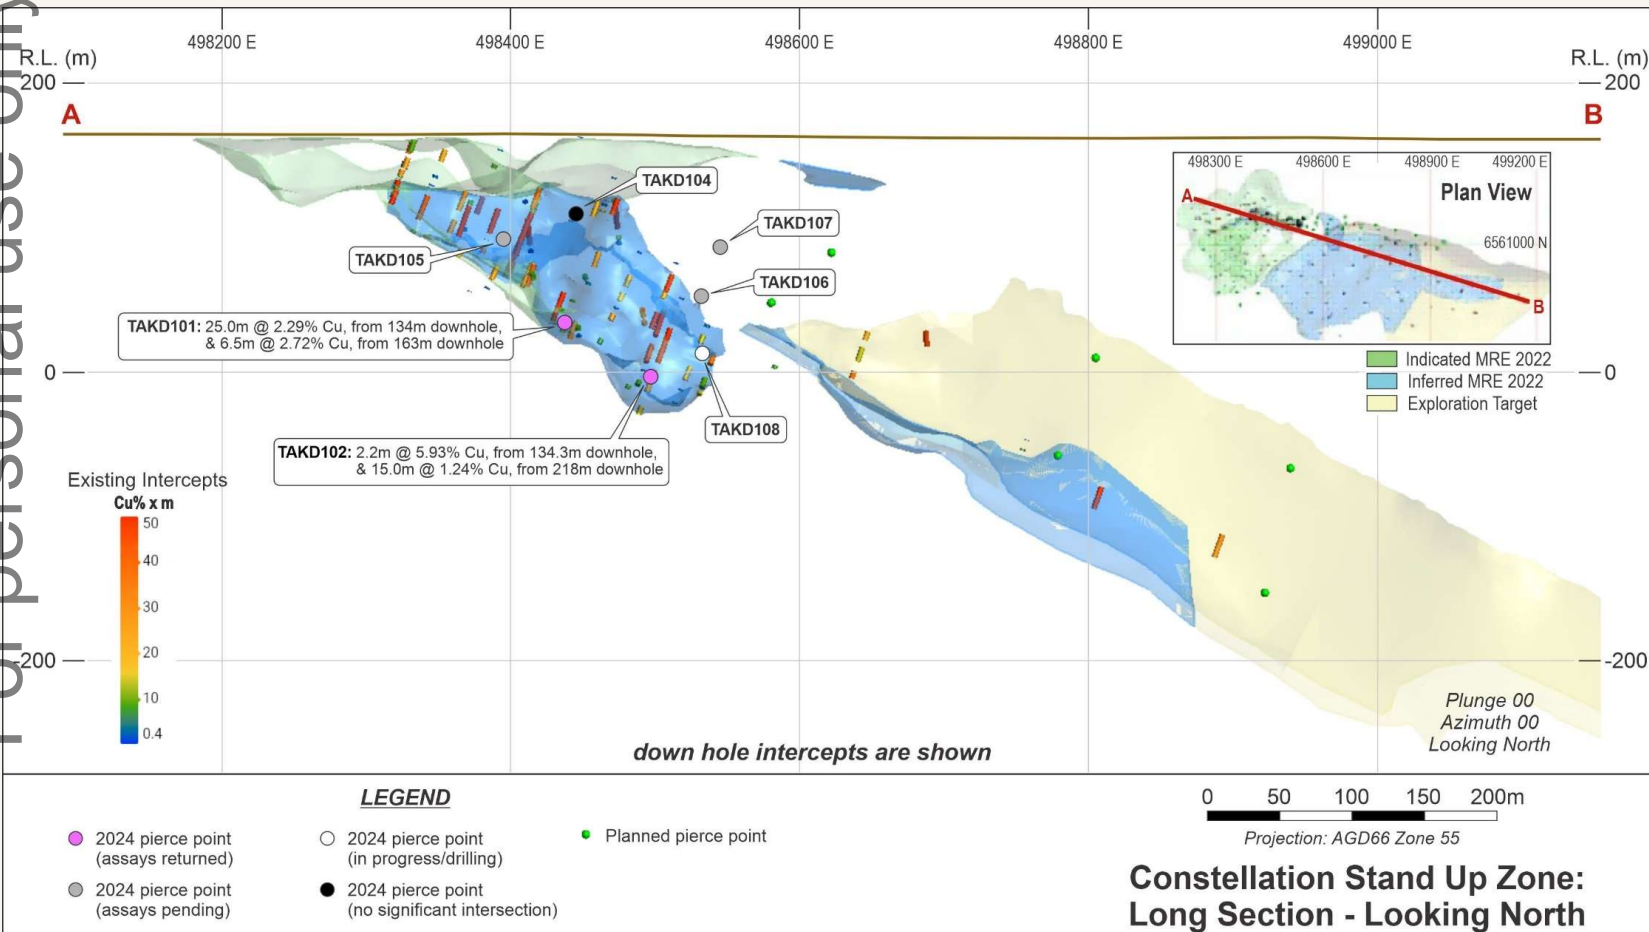 For personal use only
498200 E
498400 E
498600 E
498800 E
499000 E
R.L. (m)
R.L. (m)
200
200
A
B
498300 E
498600 E
498900 E
499200 E
Plan View
A
6561000 N
B
TAKD104
TAKD107
TAKD105
TAKD106
TAKD101: 25.0m @ 2.29% Cu, from 134m downhole,
& 6.5m @ 2.72% Cu, from 163m downhole
Indicated MRE 2022
Inferred MRE 2022
Exploration Target
0
0
TAKD108
TAKD102: 2.2m @ 5.93% Cu, from 134.3m downhole,
& 15.0m @ 1.24% Cu, from 218m downhole
Existing Intercepts
Cu% x m
50
40
30
20
10
0.4
-200
-200
Plunge 00
Azimuth 00
Looking North
down hole intercepts are shown
LEGEND
2024 pierce point
(assays returned)
2024 pierce point
(in progress/drilling)
Planned pierce point
2024 pierce point
(assays pending)
2024 pierce point
(no significant intersection)
0 50 100 150 200m
Projection: AGD66 Zone 55
Constellation Stand Up Zone:
Long Section - Looking North